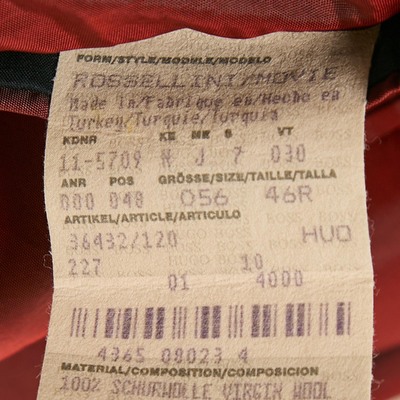 FORM/STYLE/MODELE/MODELO
ROSSELLINI/MOVIE
Made in/Fabrique en/Hecho en
Turkey/Turquie/Turquia
KDNR KE ME S VT
11-5709 N J 7 030
ANR POS GRÖSSE/SIZE/TAILLE/TALLA
000 048 056 46R
ARTIKEL/ARTICLE/ARTICULO
36432/120 HUO
227 10
01 4000
4365 08023 4
MATERIAL/COMPOSITION/COMPOSICION
100% SCHURWOLLE VIRGIN WOOL